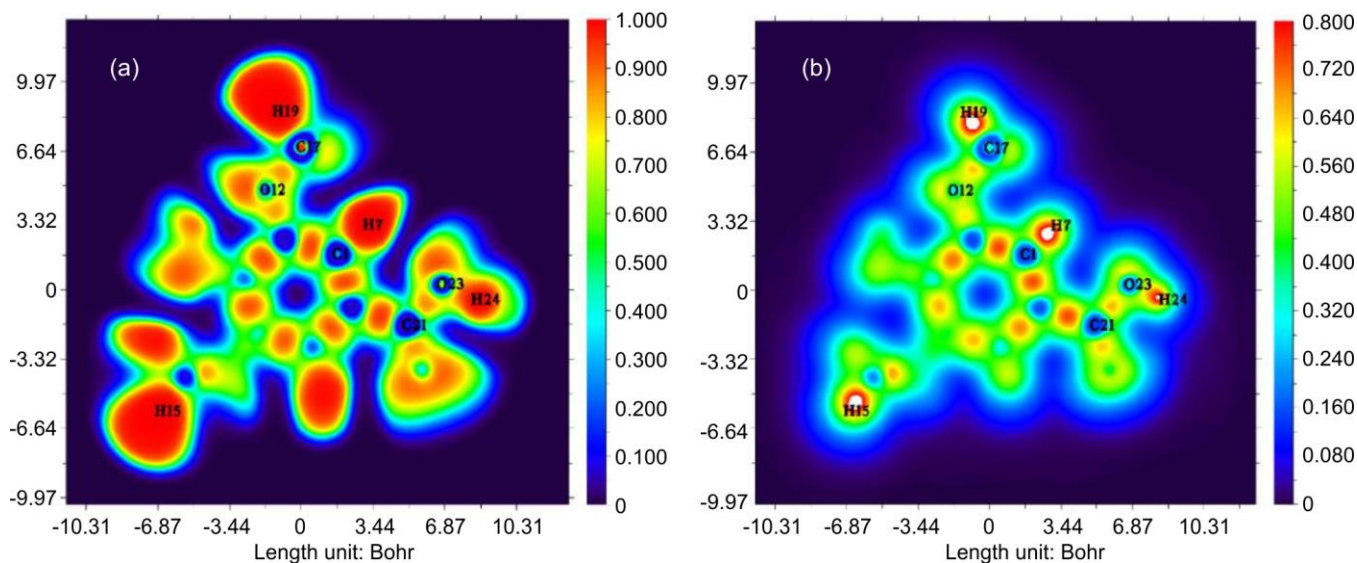 (a)
9.97
6.64
3.32
0
-3.32
-6.64
-9.97
-10.31 -6.87 -3.44 0 3.44 6.87 10.31
Length unit: Bohr
H19
C17
O12
H7
C1
O23
H24
C21
H15
1.000
0.900
0.800
0.700
0.600
0.500
0.400
0.300
0.200
0.100
0
(b)
9.97
6.64
3.32
0
-3.32
-6.64
-9.97
-10.31 -6.87 -3.44 0 3.44 6.87 10.31
Length unit: Bohr
H19
C17
O12
H7
C1
O23
H24
C21
H15
0.800
0.720
0.640
0.560
0.480
0.400
0.320
0.240
0.160
0.080
0